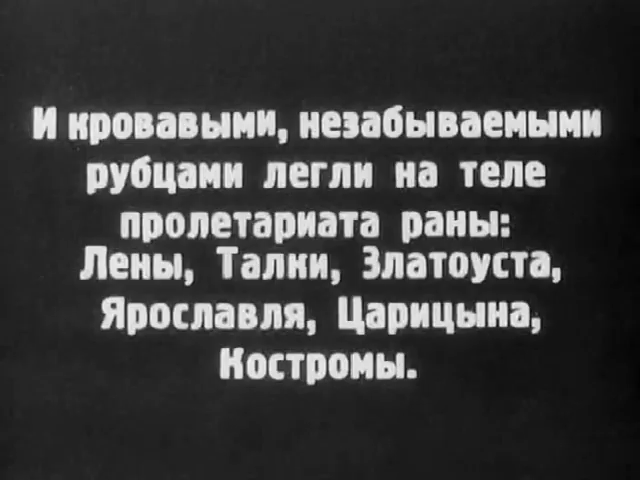 И кровавыми, незабываемыми
рубцами легли на теле
пролетариата раны:
Лены, Талки, Златоуста,
Ярославля, Царицына,
Костромы.